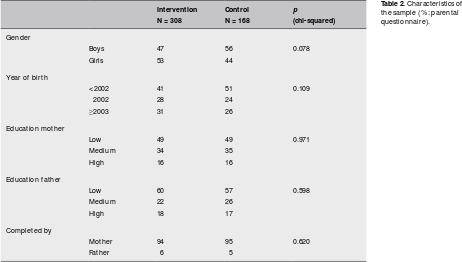 Intervention Control p
N = 308 N = 168 (chi-squared)
Gender
Boys 47 56 0.078
Girls 53 44
Year of birth
<2002 41 51 0.109
2002 28 24
≥2003 31 26
Education mother
Low 49 49 0.971
Medium 34 35
High 16 16
Education father
Low 60 57 0.598
Medium 22 26
High 18 17
Completed by
Mother 94 95 0.620
Father 6 5
Table 2. Characteristics of
the sample (%; parental
questionnaire).